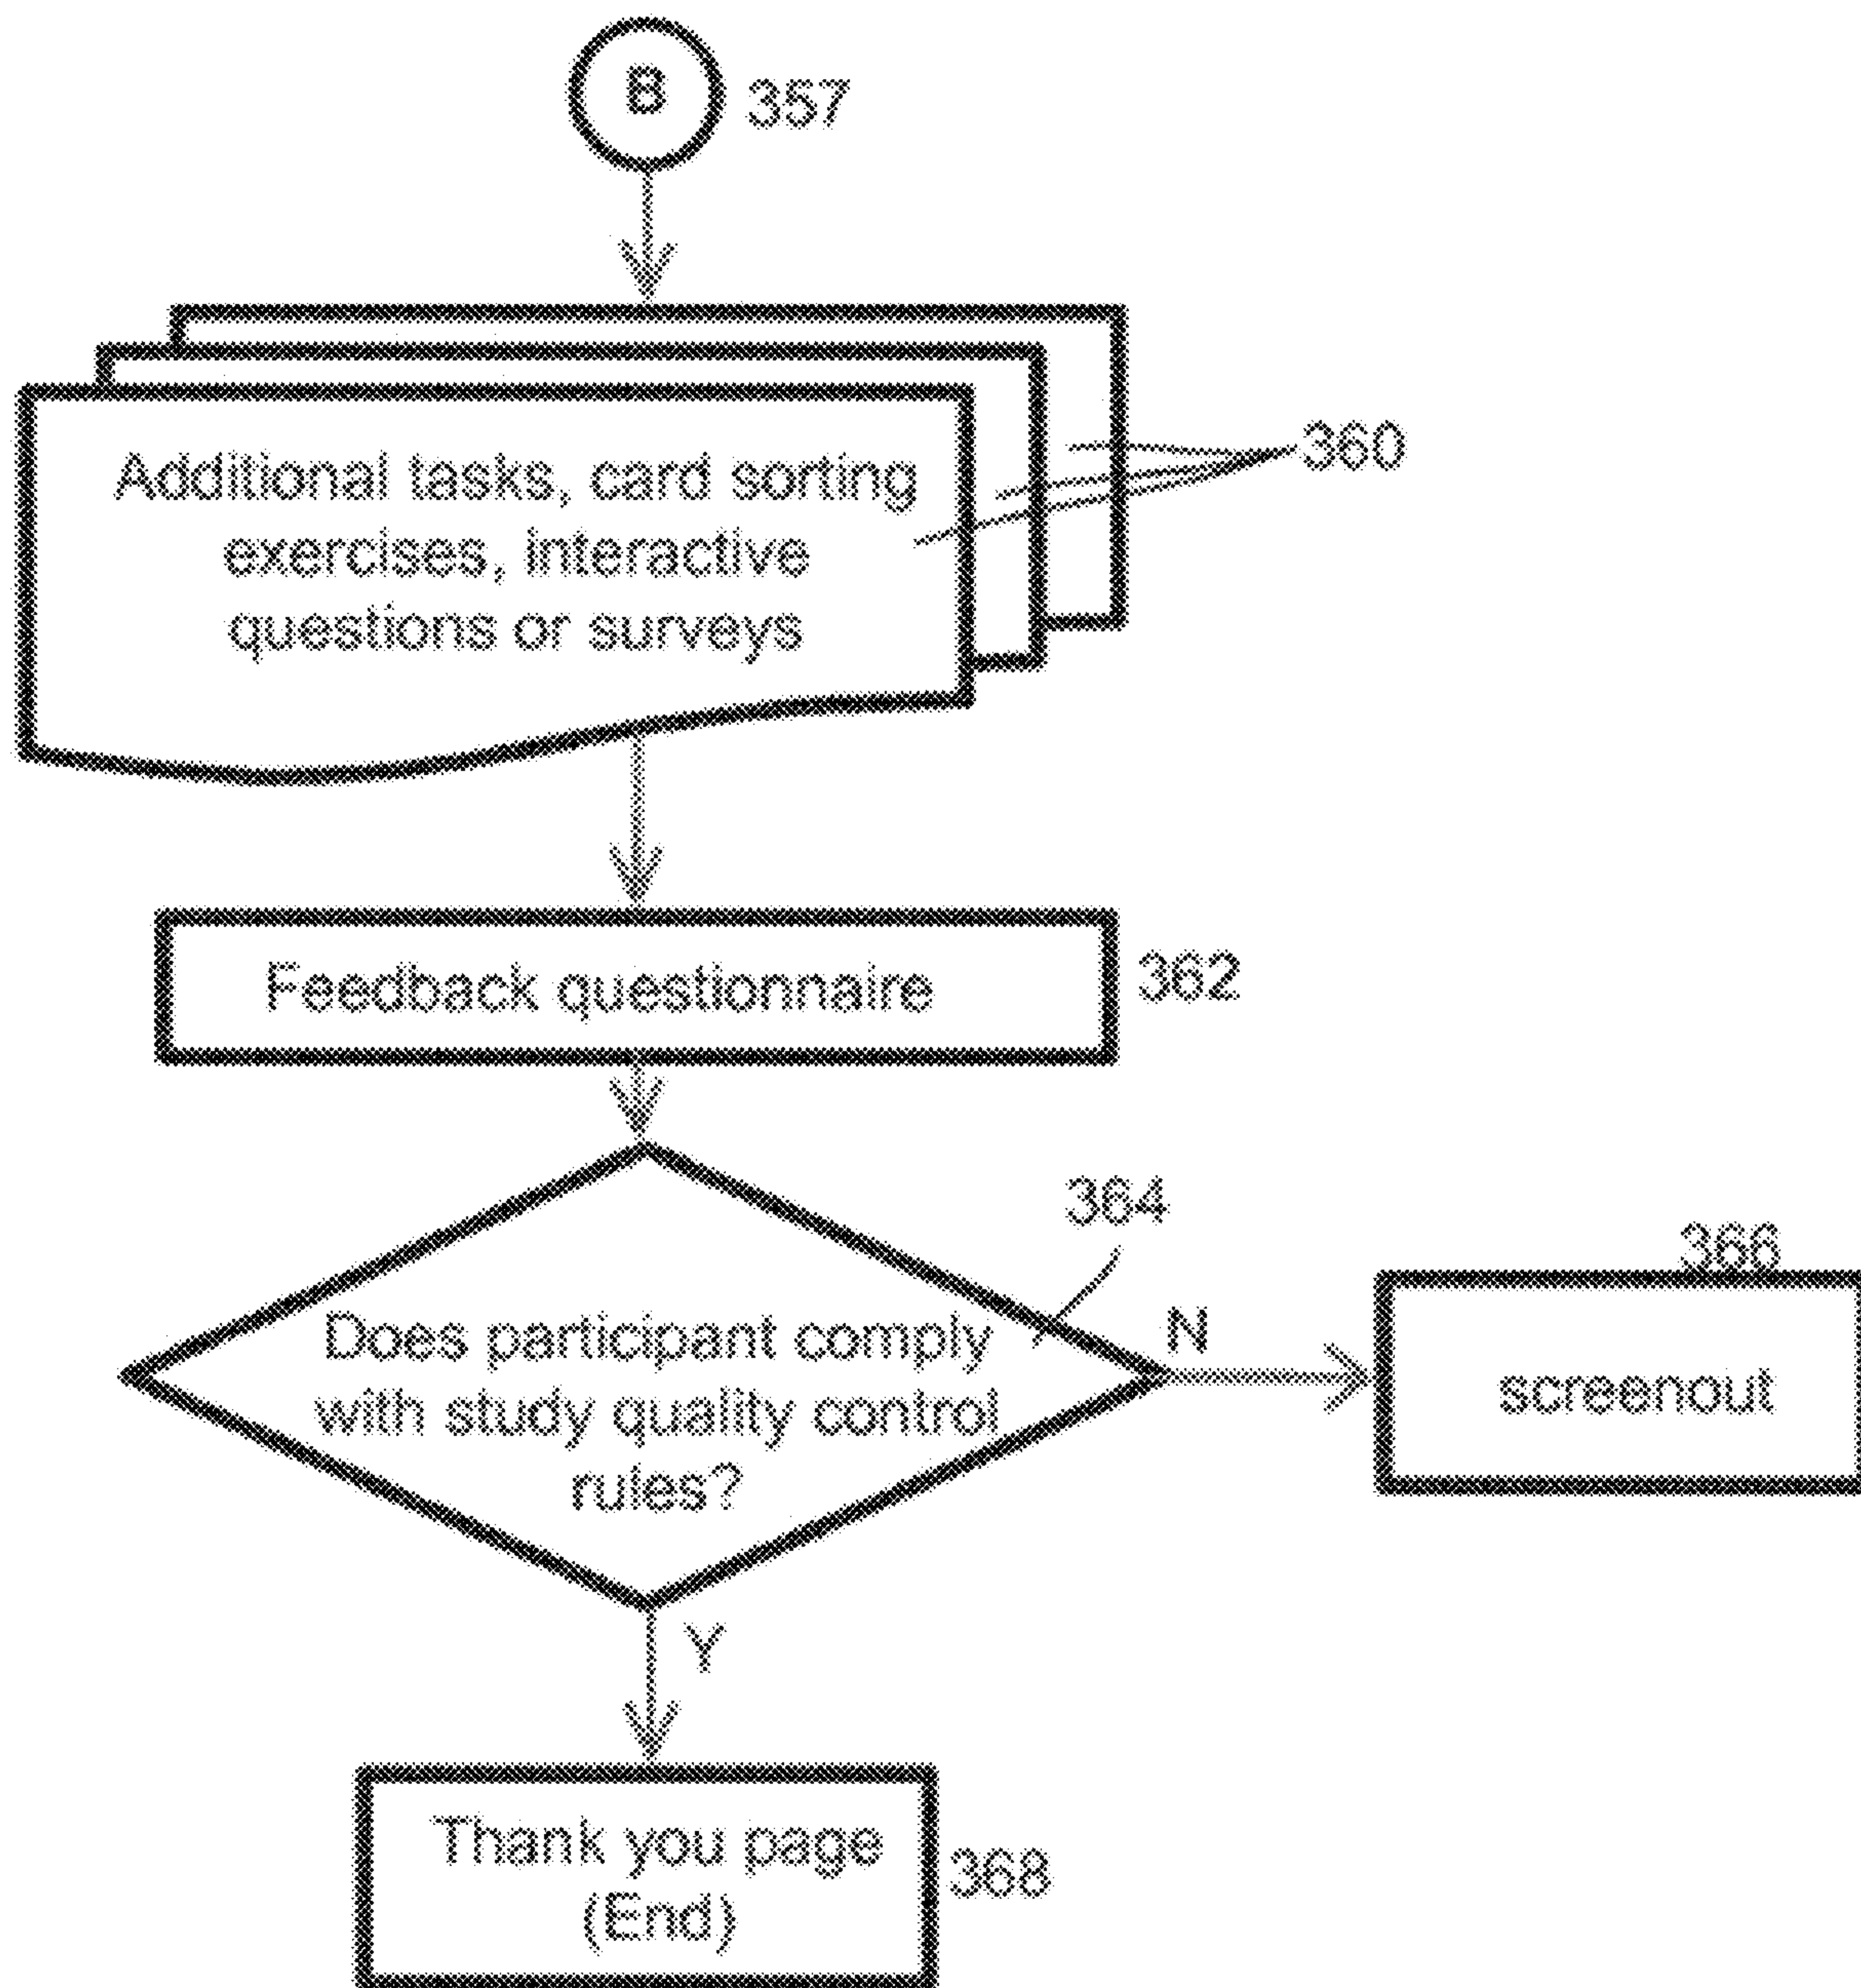 B
357
Additional tasks, card sorting
exercises, interactive
questions or surveys
360
Feedback questionnaire
362
364
Does participant comply
with study quality control
rules?
N
366
screenout
Y
Thank you page
(End)
368